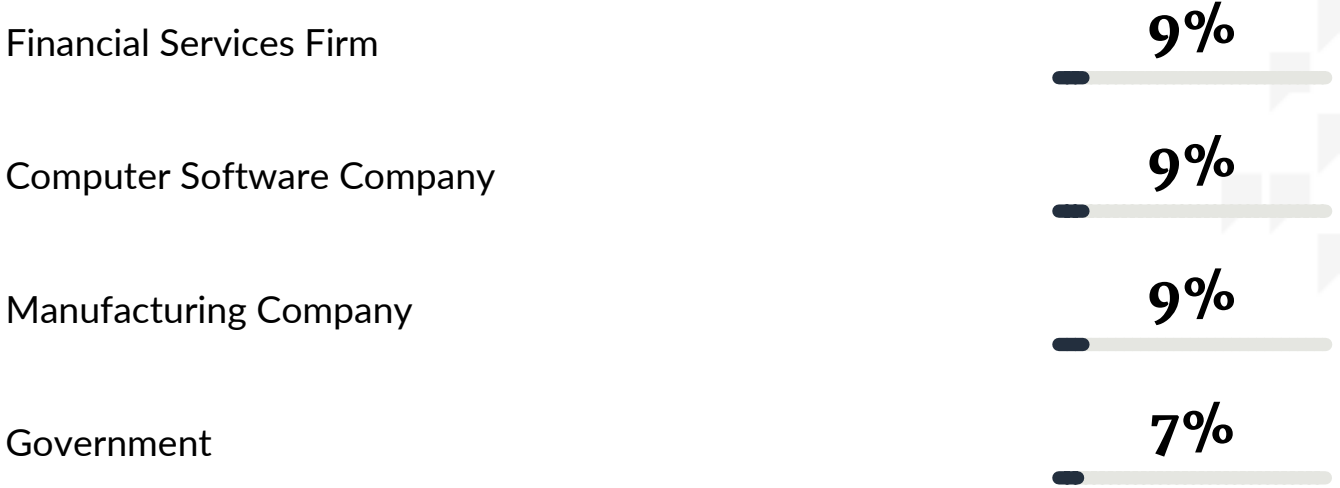 Financial Services Firm 9%
Computer Software Company 9%
Manufacturing Company 9%
Government 7%